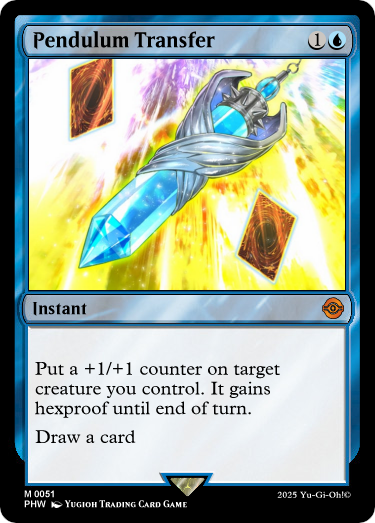 Pendulum Transfer 1
Instant
Put a +1/+1 counter on target
creature you control. It gains
hexproof until end of turn.
Draw a card
M 0051
PHW Yugioh Trading Card Game
2025 Yu-Gi-Oh!©